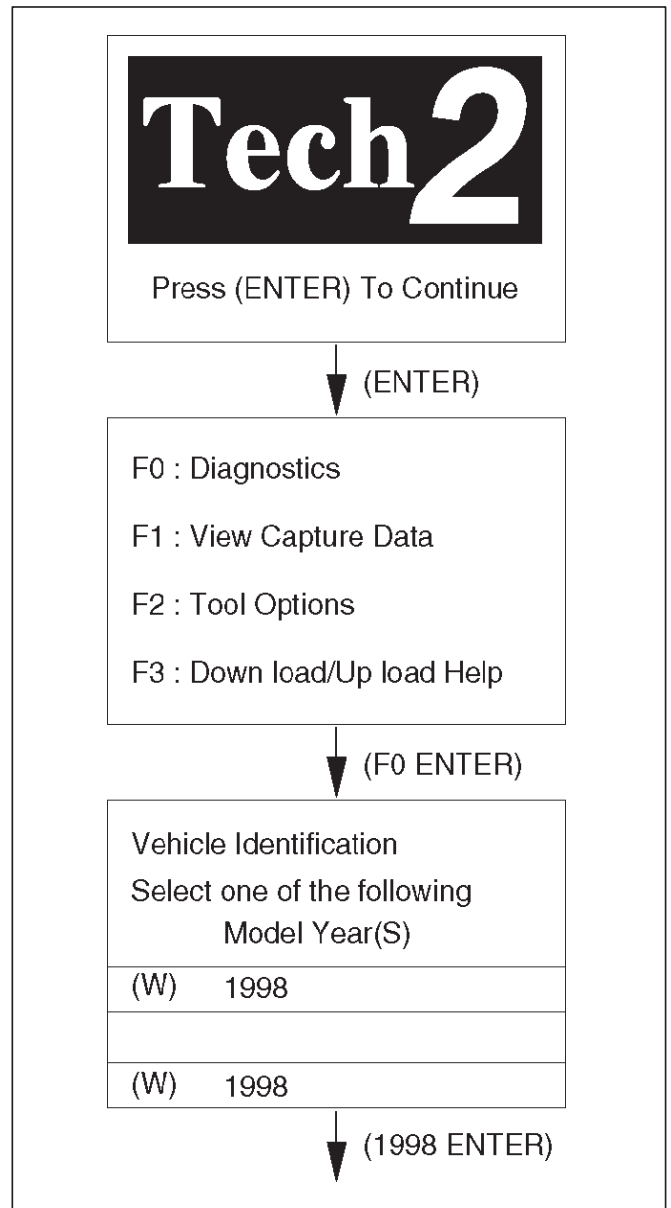 Tech2
Press (ENTER) To Continue
(ENTER)
F0 : Diagnostics
F1 : View Capture Data
F2 : Tool Options
F3 : Down load/Up load Help
(F0 ENTER)
Vehicle Identification
Select one of the following
Model Year(S)
(W) 1998
(W) 1998
(1998 ENTER)